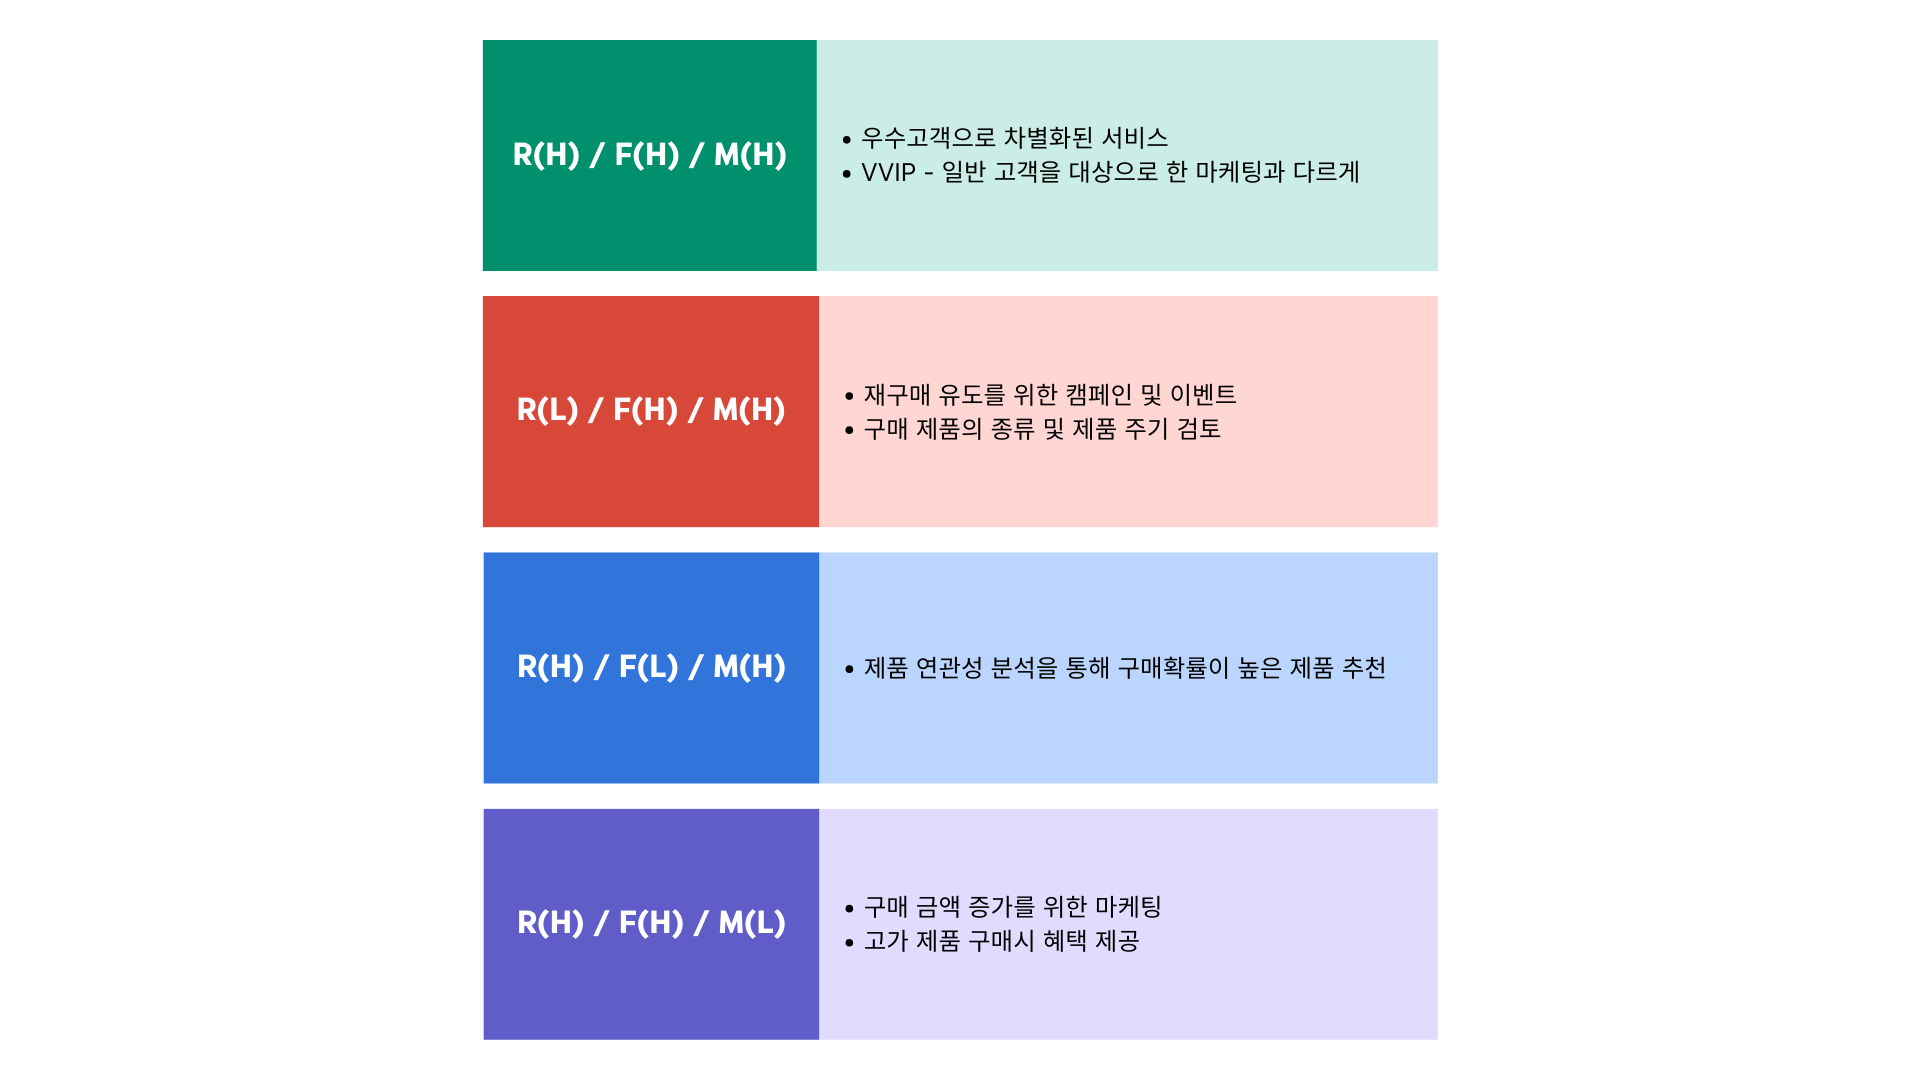 R(H) / F(H) / M(H)
• 우수고객으로 차별화된 서비스
• VVIP - 일반 고객을 대상으로 한 마케팅과 다르게
R(L) / F(H) / M(H)
• 재구매 유도를 위한 캠페인 및 이벤트
• 구매 제품의 종류 및 제품 주기 검토
R(H) / F(L) / M(H)
• 제품 연관성 분석을 통해 구매확률이 높은 제품 추천
R(H) / F(H) / M(L)
• 구매 금액 증가를 위한 마케팅
• 고가 제품 구매시 혜택 제공